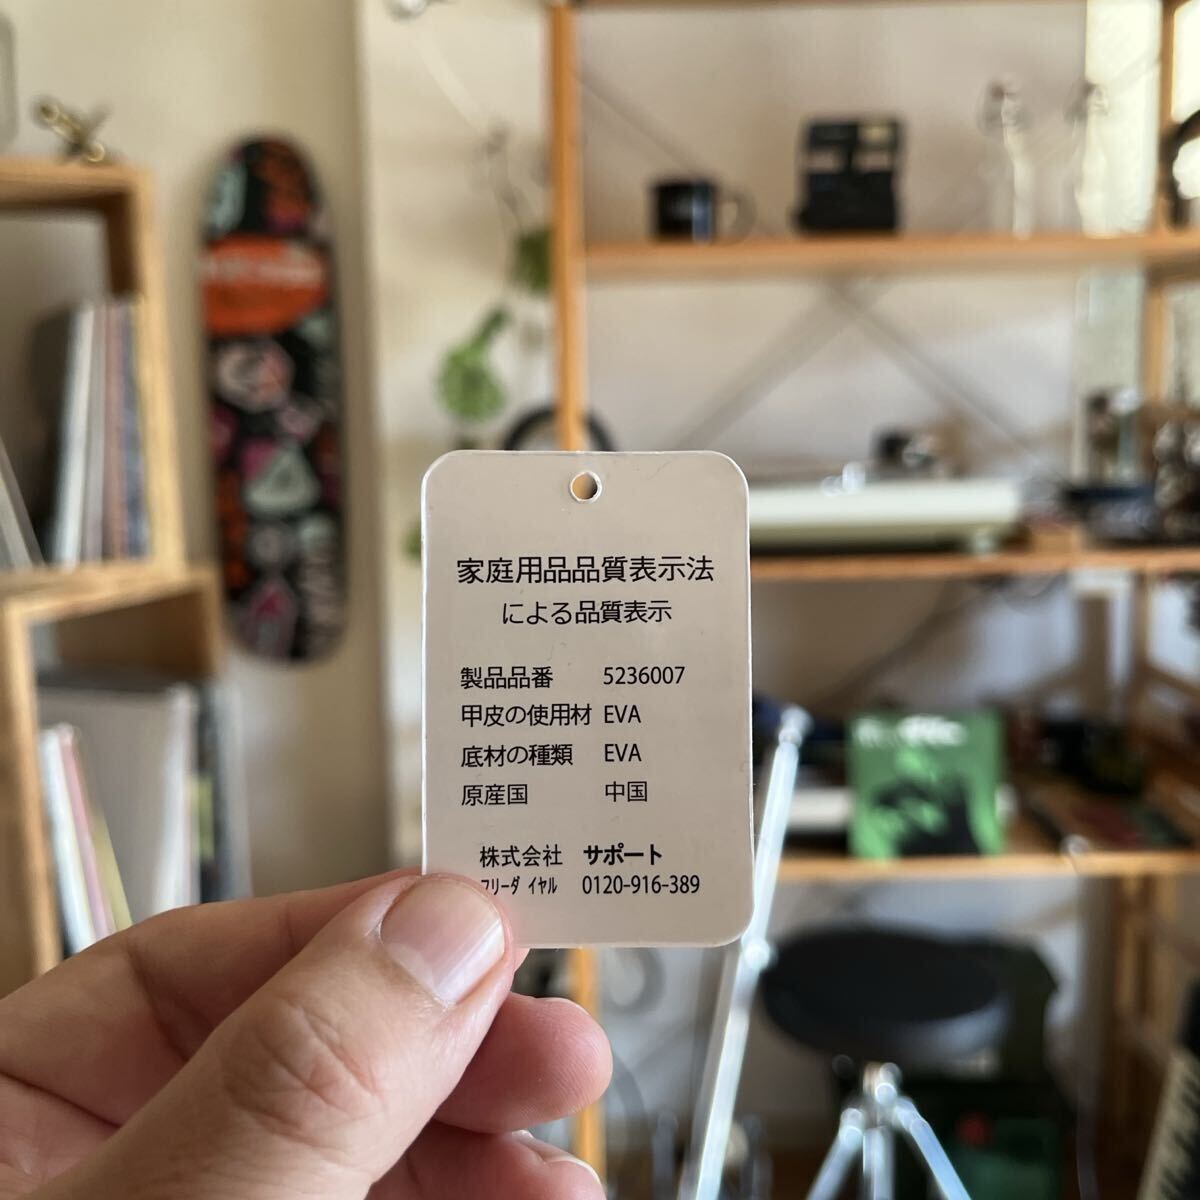 家庭用品品質表示法
による品質表示
製品品番 5236007
甲皮の使用材 EVA
底材の種類 EVA
原産国 中国
株式会社 サポート
フリーダイヤル 0120-916-389